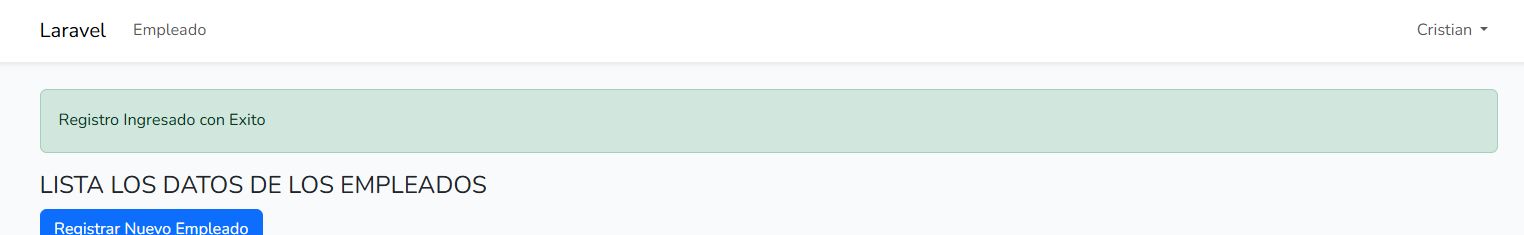 Laravel Empleado Cristian
Registro Ingresado con Exito
LISTA LOS DATOS DE LOS EMPLEADOS
Registrar Nuevo Empleado